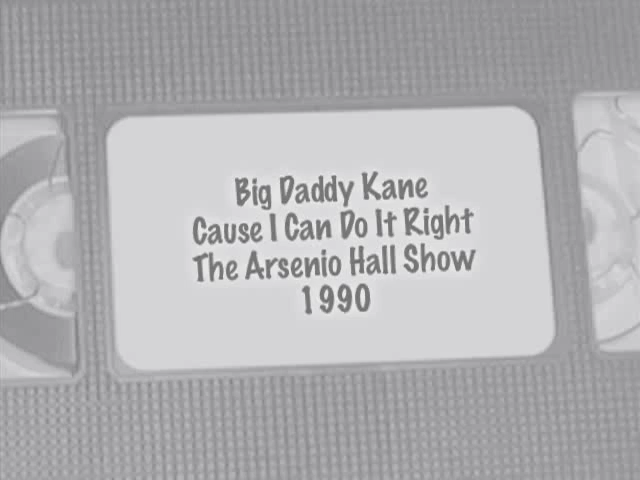 Big Daddy Kane
Cause I Can Do It Right
The Arsenio Hall Show
1990